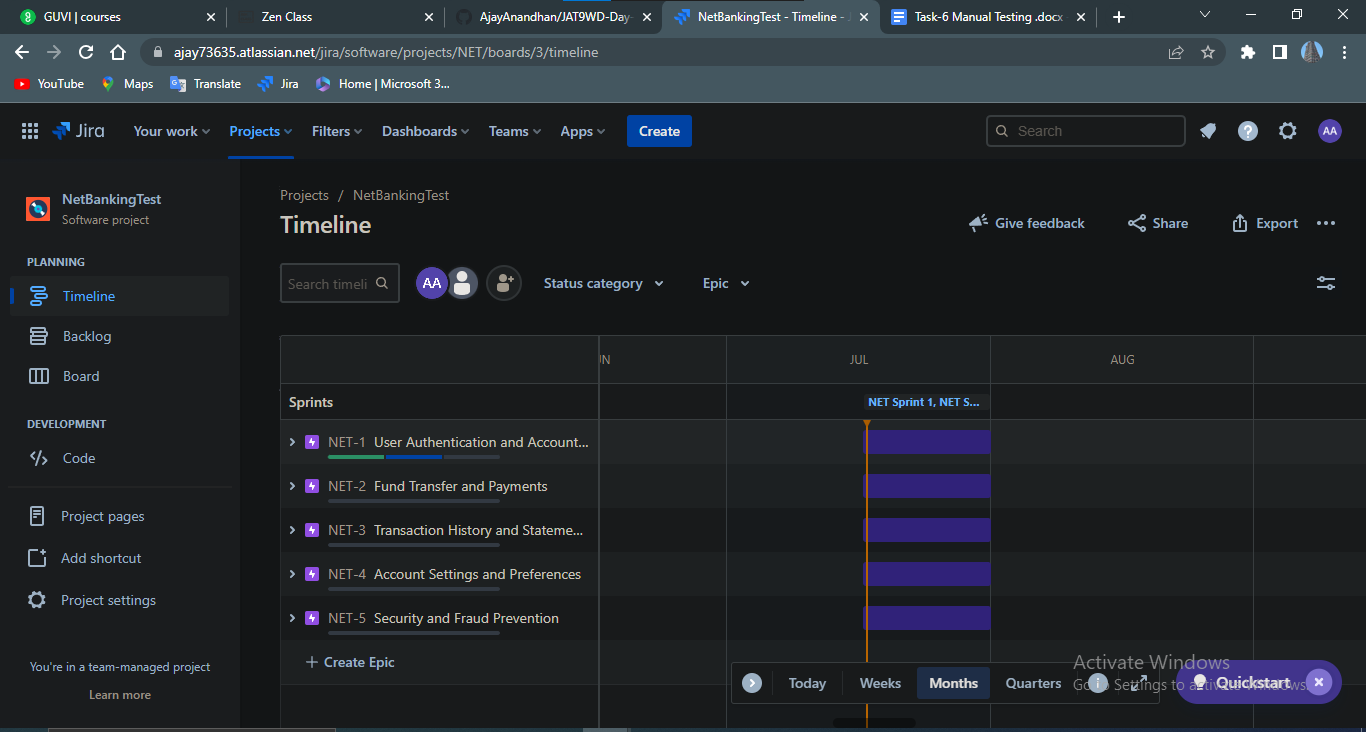 GUVI | courses
Zen Class
AjayAnandhan/JAT9WD-Day-
NetBankingTest - Timeline - J
Task-6 Manual Testing .docx
ajay73635.atlassian.net/jira/software/projects/NET/boards/3/timeline
YouTube
Maps
Translate
Jira
Home | Microsoft 3...
Jira
Your work
Projects
Filters
Dashboards
Teams
Apps
Create
Search
AA
NetBankingTest
Software project
Projects / NetBankingTest
Timeline
Give feedback
Share
Export
PLANNING
Timeline
Backlog
Board
DEVELOPMENT
Code
Project pages
Add shortcut
Project settings
You're in a team-managed project
Learn more
Search timeli
AA
Status category
Epic
JUL
AUG
Sprints
NET Sprint 1, NET S...
NET-1 User Authentication and Account...
NET-2 Fund Transfer and Payments
NET-3 Transaction History and Stateme...
NET-4 Account Settings and Preferences
NET-5 Security and Fraud Prevention
+ Create Epic
Today
Weeks
Months
Quarters
Activate Windows
Go to Settings to activate Windows.
Quickstart